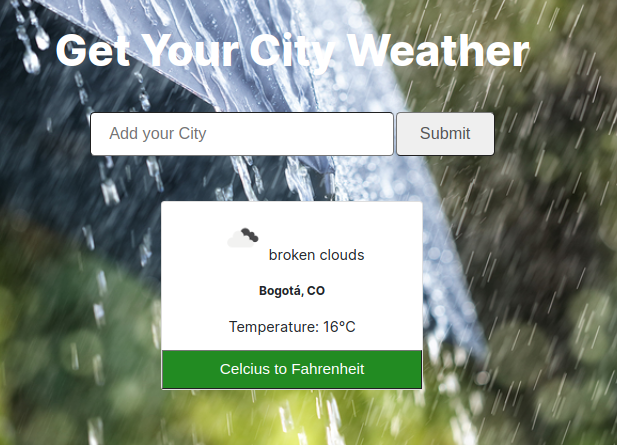 Get Your City Weather
Add your City
Submit
broken clouds
Bogotá, CO
Temperature: 16°C
Celcius to Fahrenheit